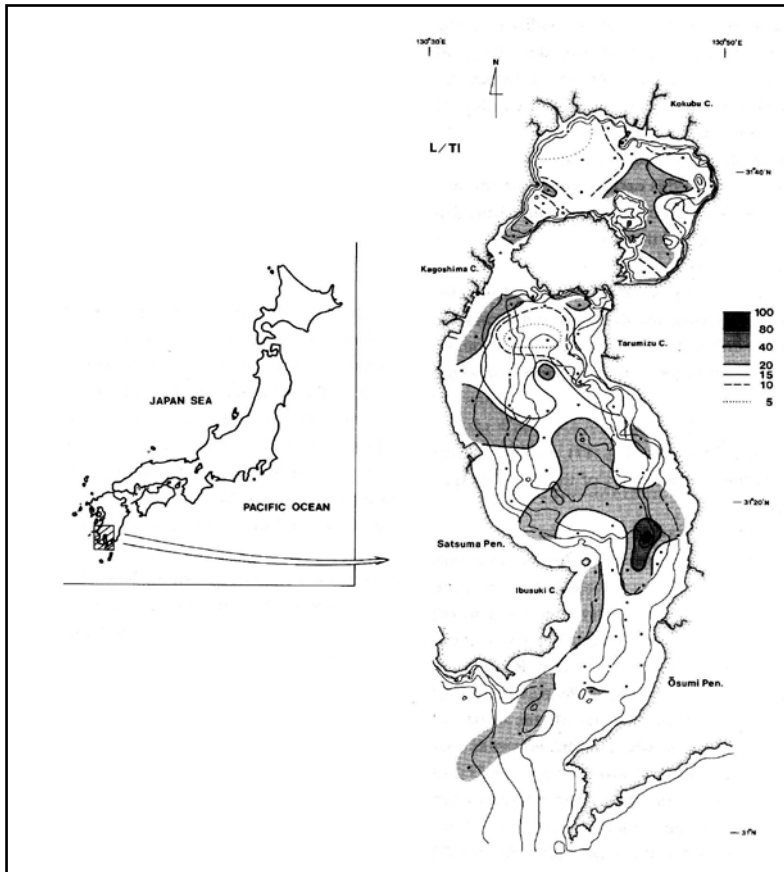 JAPAN SEA
PACIFIC OCEAN
130°30'E
130°50'E
N
Kokubu C.
L/TI
31°40'N
Kagoshima C.
Tarumizu C.
100
80
40
20
15
10
5
31°20'N
Satsuma Pen.
Ibusuki C.
Ōsumi Pen.
31°N